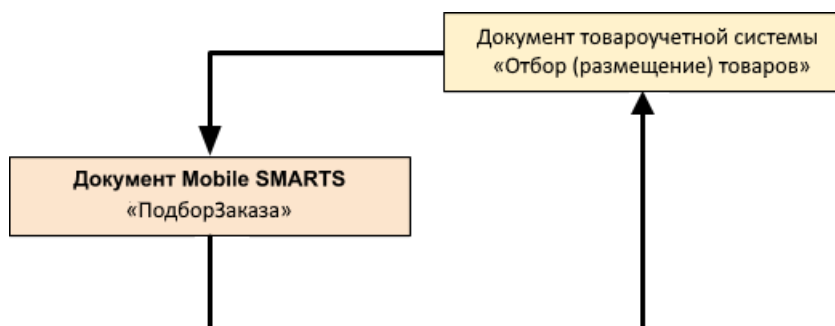 Документ товароучетной системы
«Отбор (размещение) товаров»
Документ Mobile SMARTS
«ПодборЗаказа»